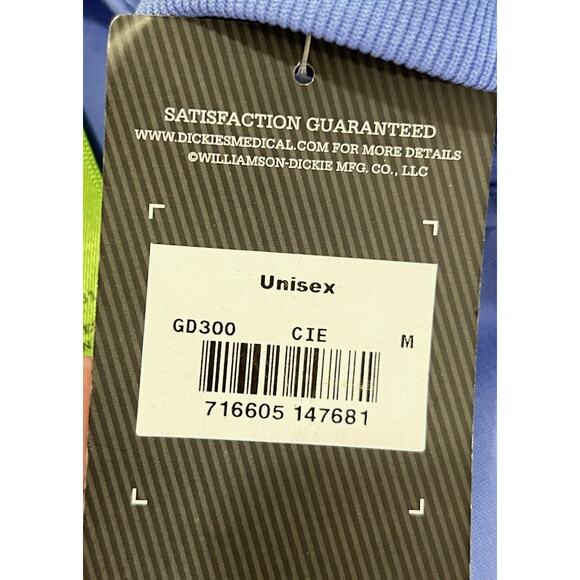 SATISFACTION GUARANTEED
WWW.DICKIESMEDICAL.COM FOR MORE DETAILS
©WILLIAMSON-DICKIE MFG. CO., LLC
Unisex
GD300 CIE M
716605 147681